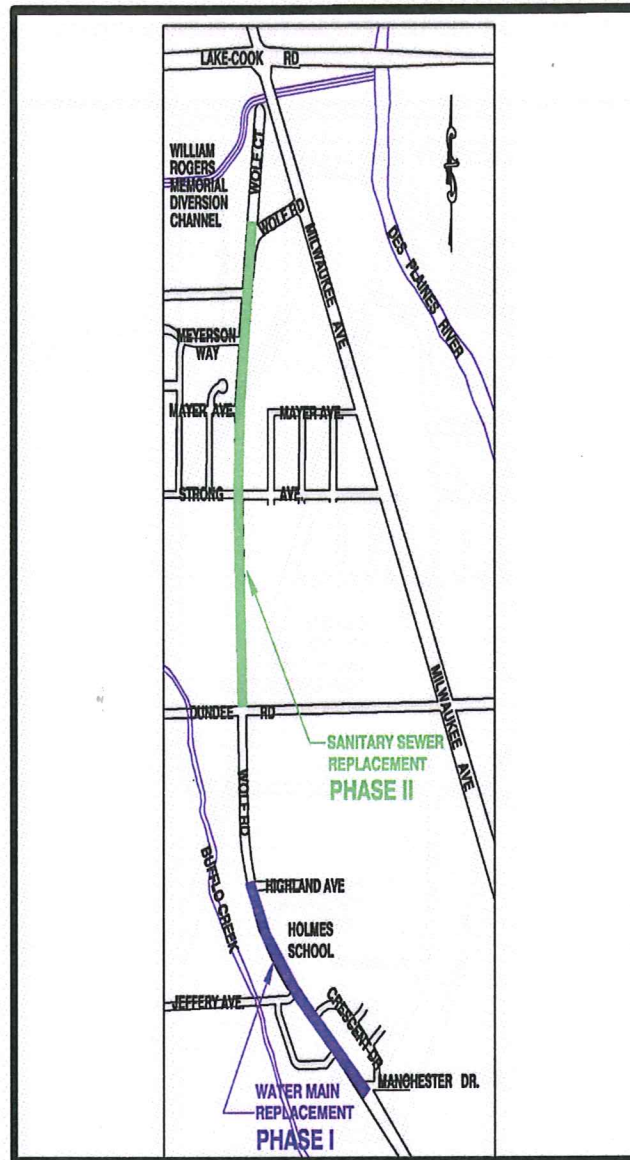 LAKE-COOK RD
WILLIAM
ROGERS
MEMORIAL
DIVERSION
CHANNEL
WOLF CT
WOLF RD
MILWAUKEE AVE
DES PLAINES RIVER
MEYERSON
WAY
MAYER AVE.
MAYER AVE.
STRONG AVE.
DUNDEE RD
MILWAUKEE AVE
SANITARY SEWER
REPLACEMENT
PHASE II
WOLF RD
HIGHLAND AVE
BUFFLO CREEK
HOLMES
SCHOOL
JEFFERY AVE.
CRESCENT DR.
MANCHESTER DR.
WATER MAIN
REPLACEMENT
PHASE I